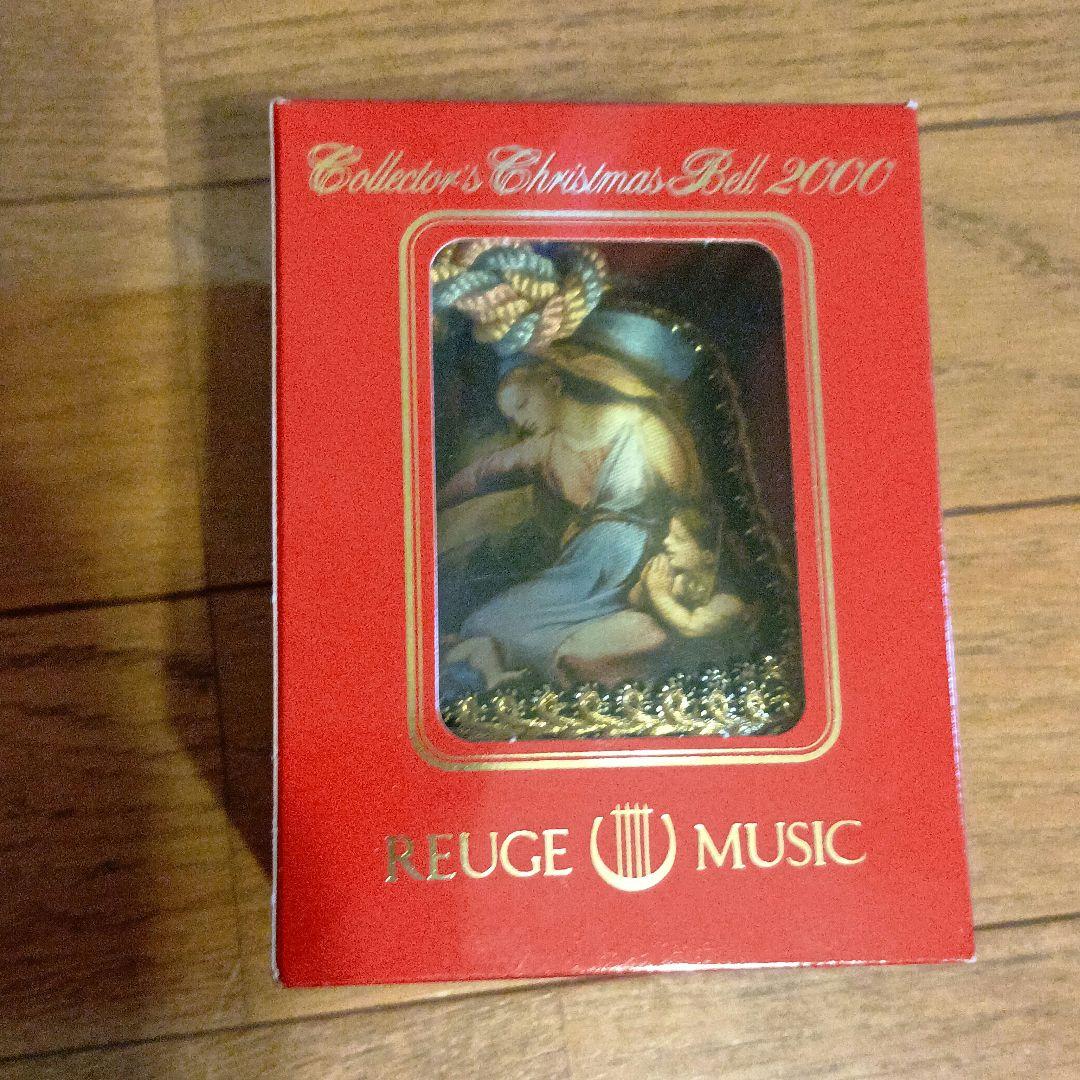 Collector's Christmas Bell 2000
REUGE MUSIC